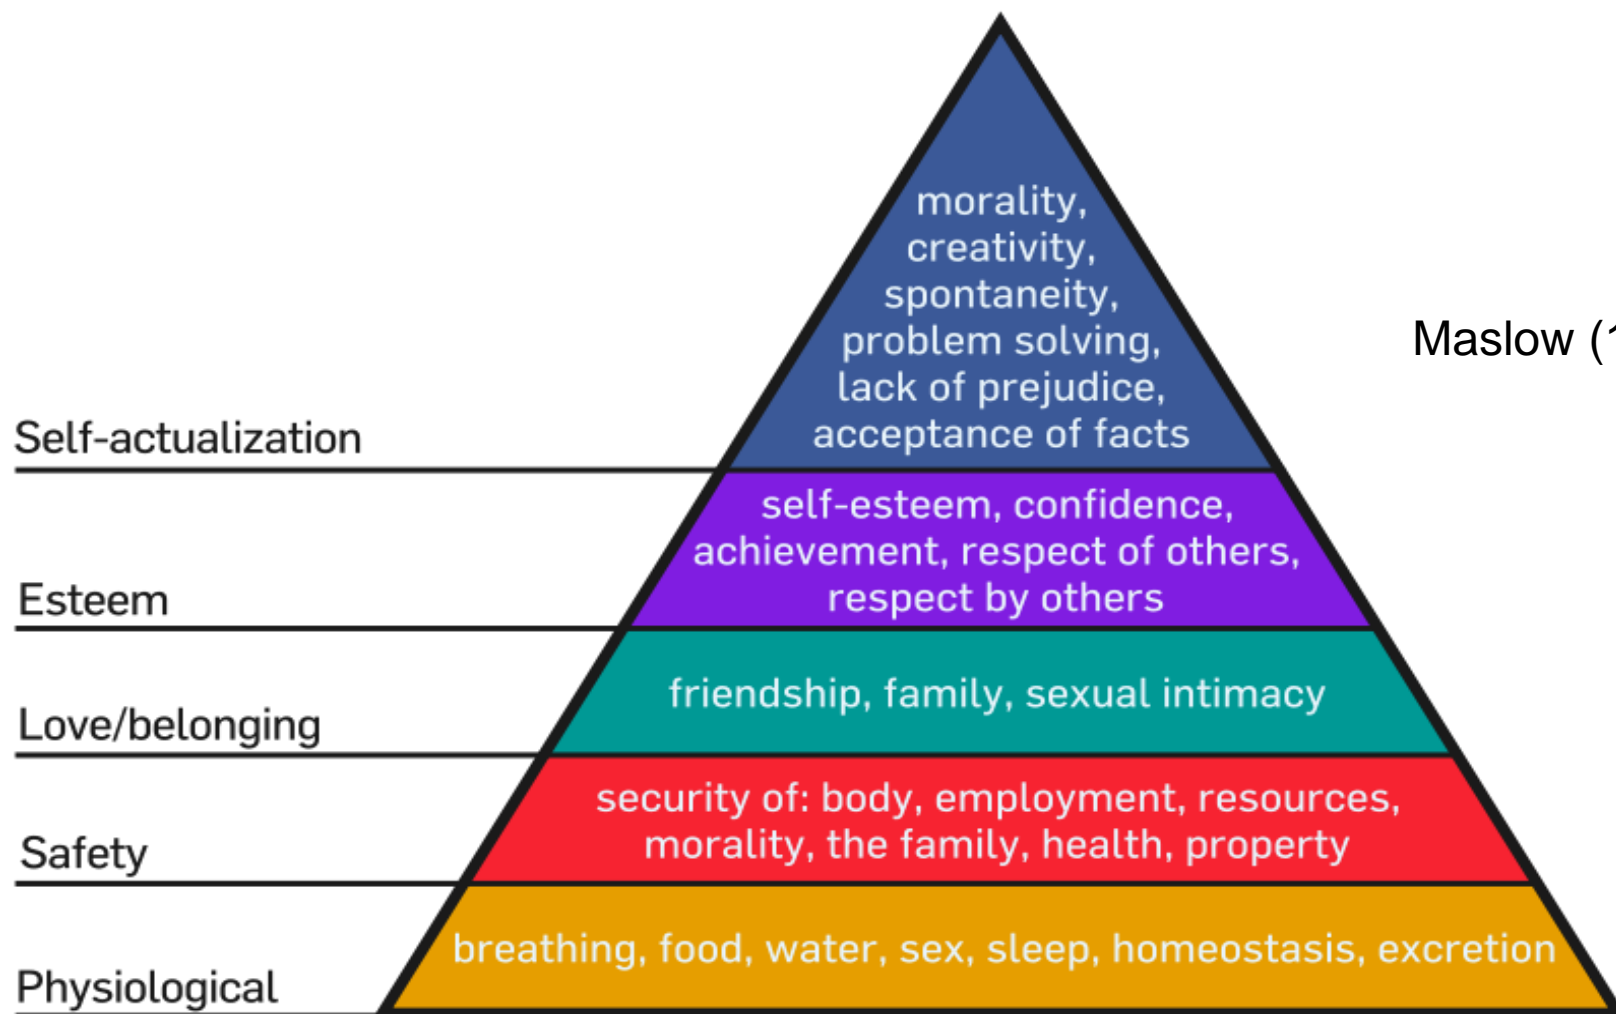 morality,
creativity,
spontaneity,
problem solving,
lack of prejudice,
acceptance of facts
Maslow (1
Self-actualization
self-esteem, confidence,
achievement, respect of others,
respect by others
Esteem
friendship, family, sexual intimacy
Love/belonging
security of: body, employment, resources,
morality, the family, health, property
Safety
breathing, food, water, sex, sleep, homeostasis, excretion
Physiological